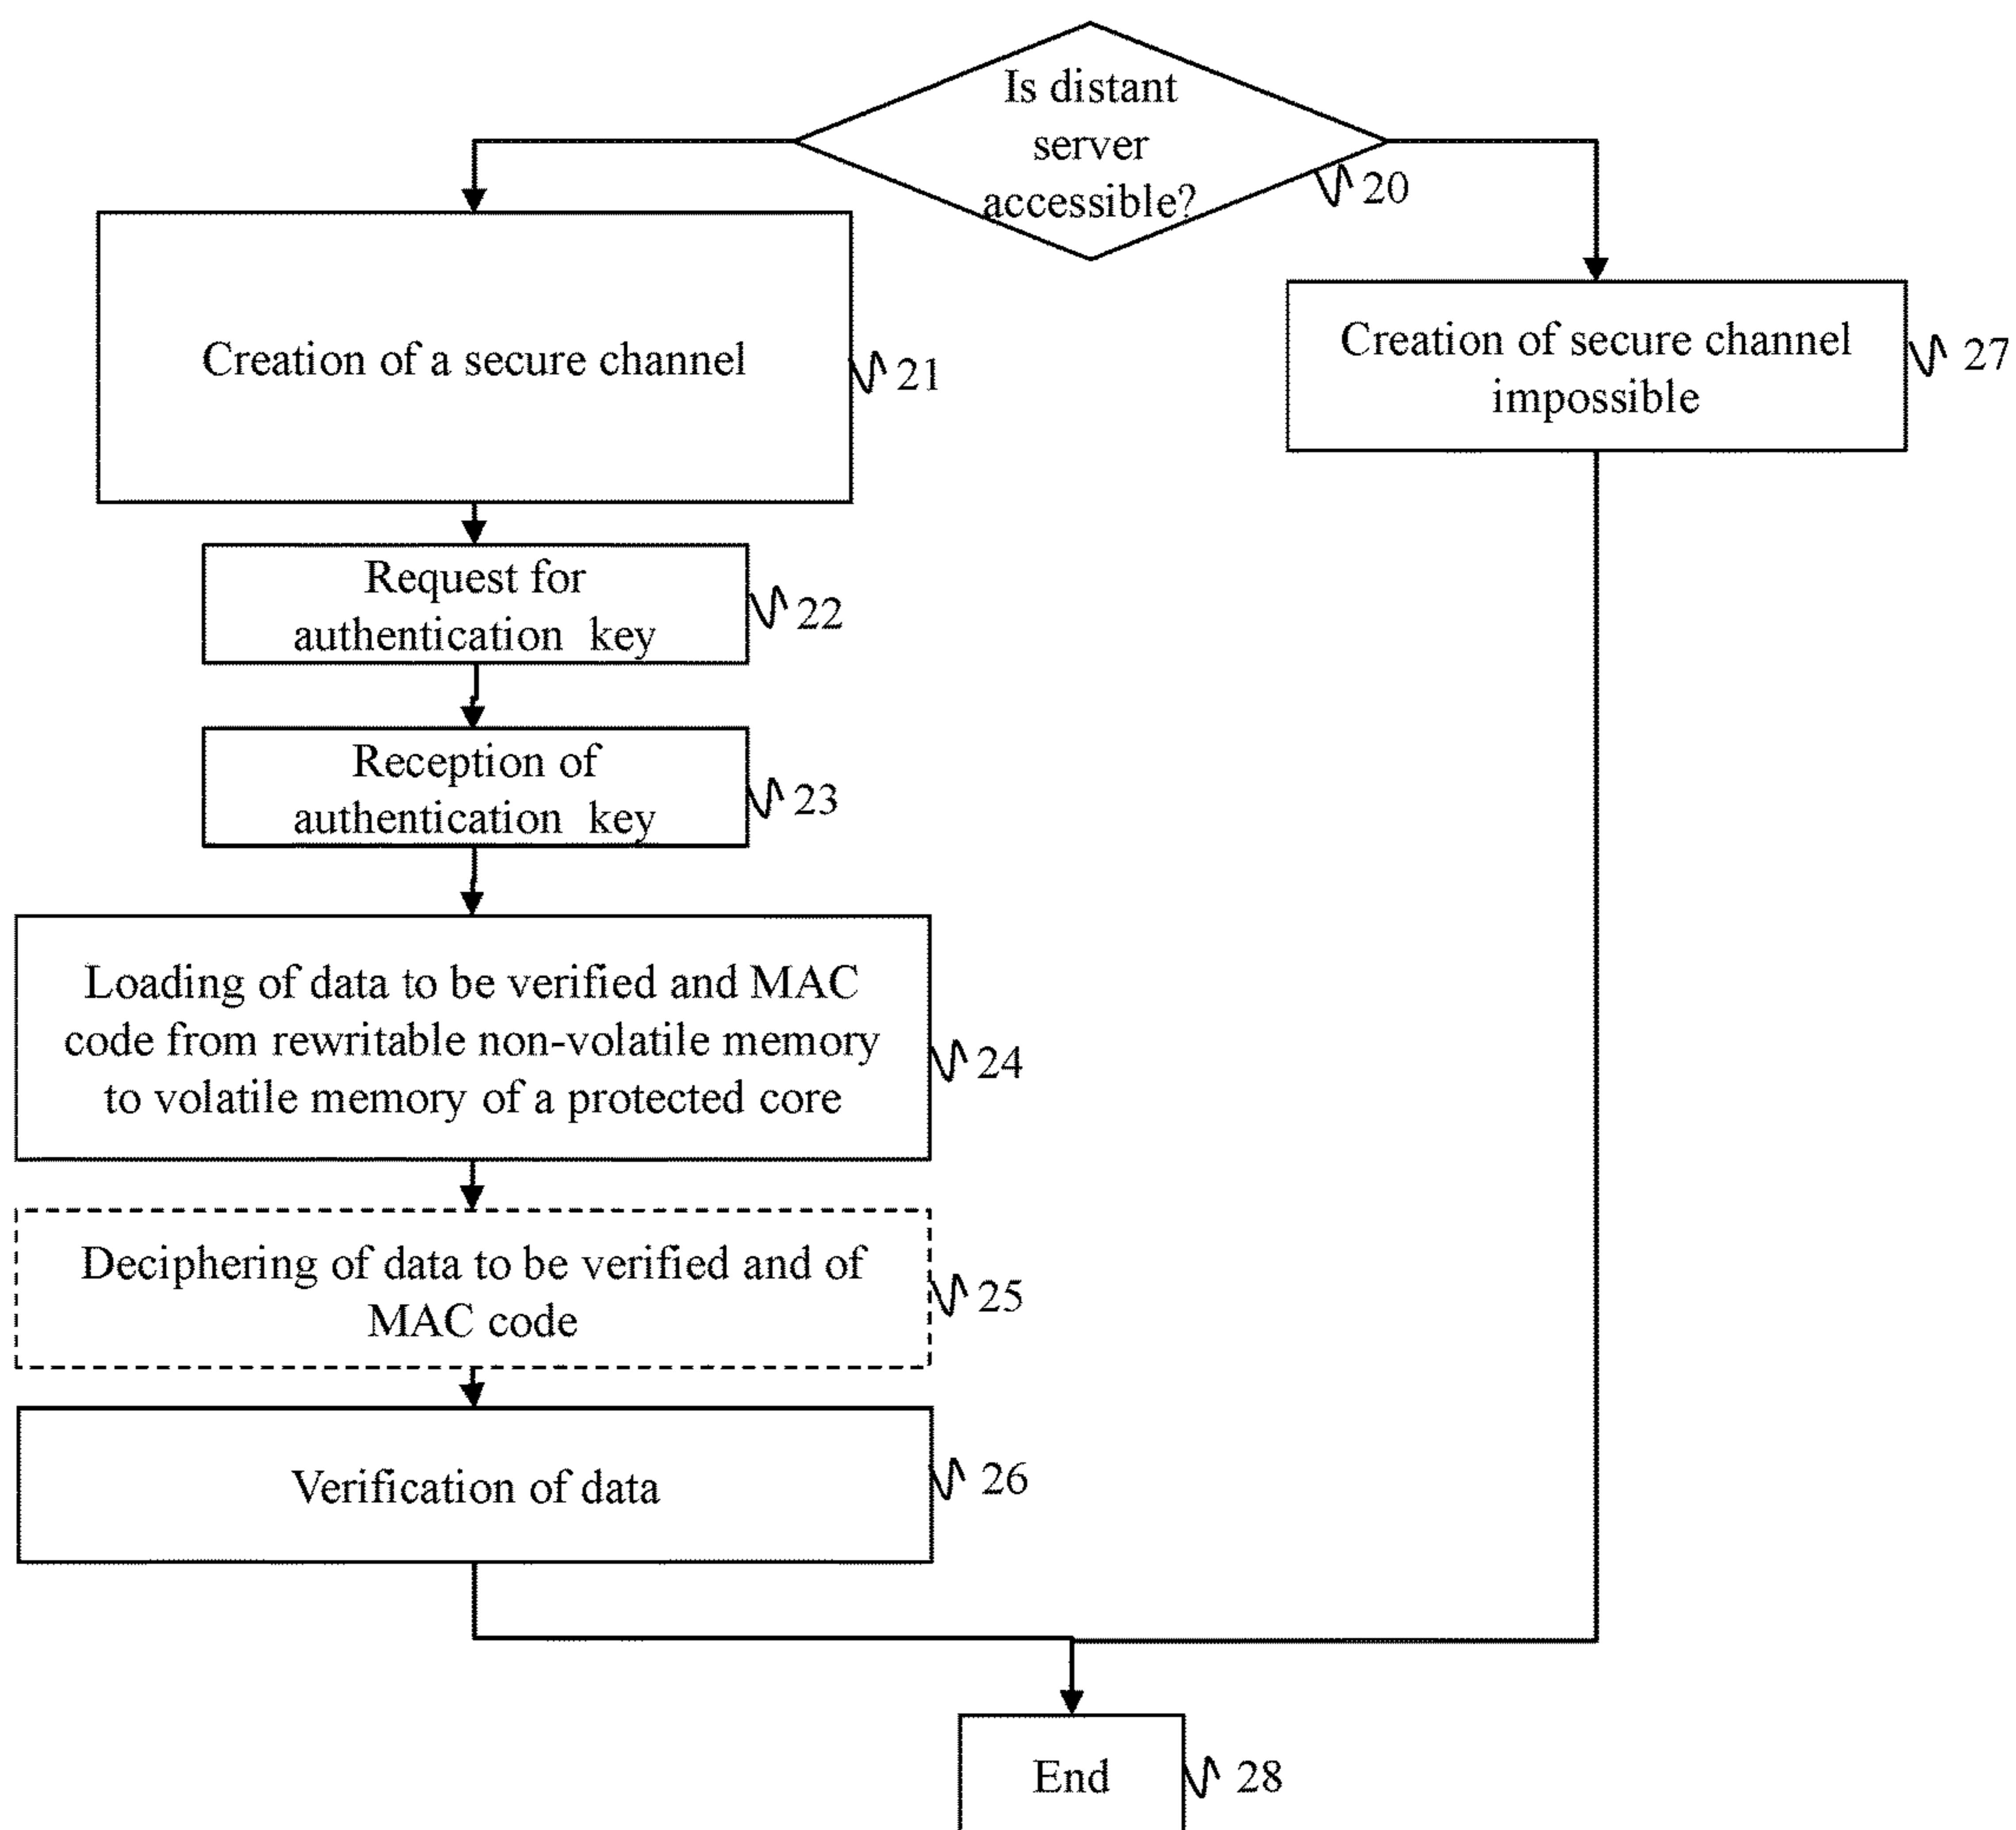 Is distant
server
accessible?
20
Creation of a secure channel
21
Creation of secure channel
impossible
27
Request for
authentication key
22
Reception of
authentication key
23
Loading of data to be verified and MAC
code from rewritable non-volatile memory
to volatile memory of a protected core
24
Deciphering of data to be verified and of
MAC code
25
Verification of data
26
End
28